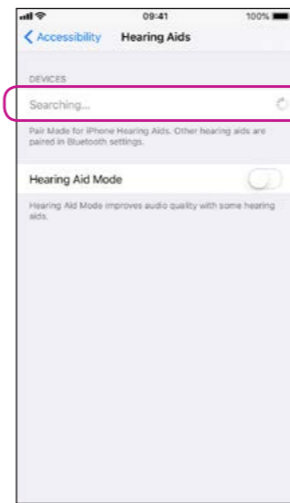 09:41 100%
Accessibility Hearing Aids
DEVICES
Searching...
Pair Made for iPhone Hearing Aids. Other hearing aids are
paired in Bluetooth settings.
Hearing Aid Mode
Hearing Aid Mode improves audio quality with some hearing
aids.